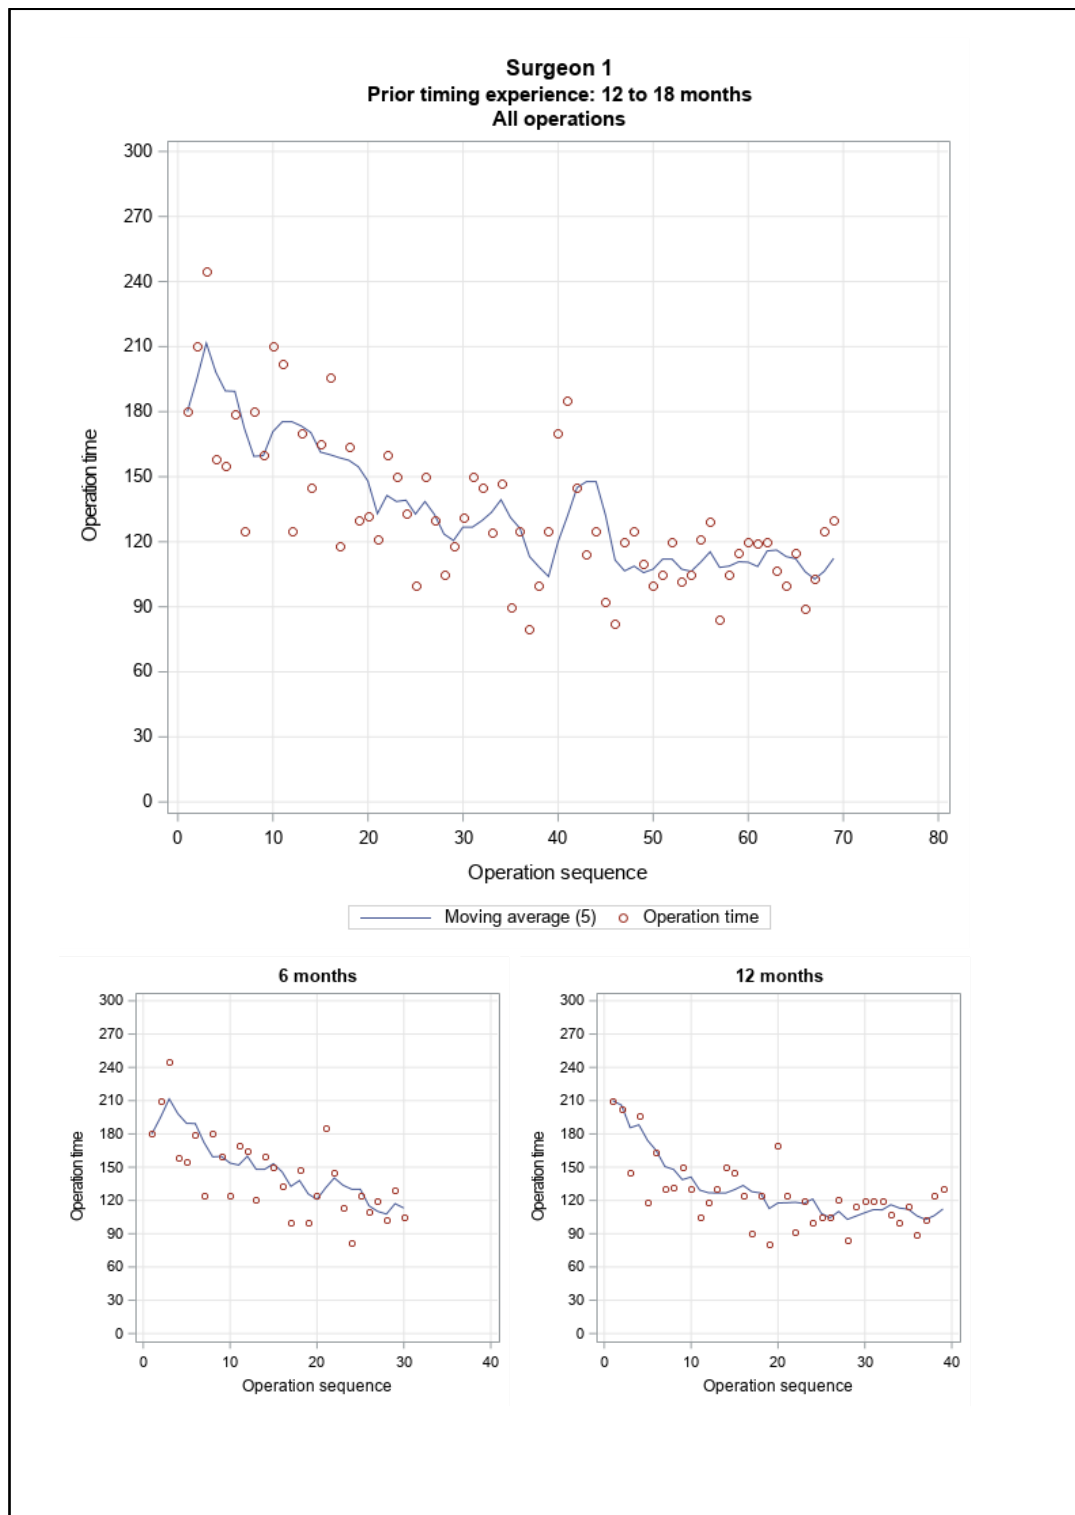 Surgeon 1
Prior timing experience: 12 to 18 months
All operations
300
270
240
210
180
150
120
90
60
30
0
Operation time
0 10 20 30 40 50 60 70 80
Operation sequence
Moving average (5) Operation time
6 months
300
270
240
210
180
150
120
90
60
30
0
Operation time
0 10 20 30 40
Operation sequence
12 months
300
270
240
210
180
150
120
90
60
30
0
Operation time
0 10 20 30 40
Operation sequence